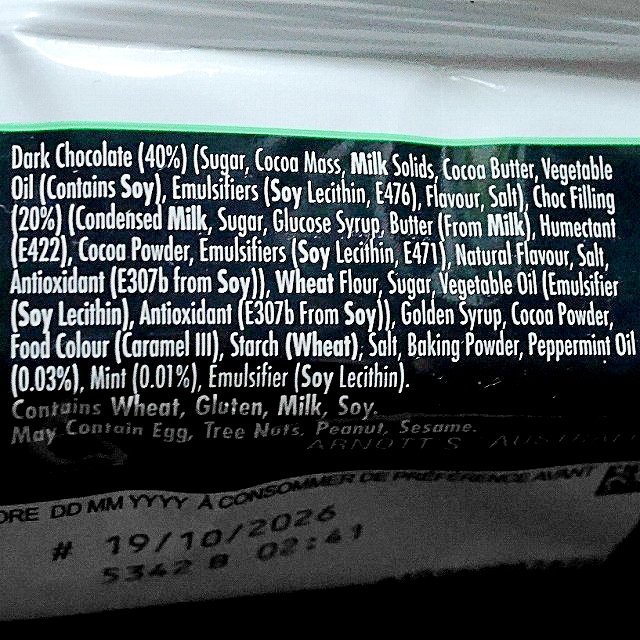 Dark Chocolate (40%) (Sugar, Cocoa Mass, Milk Solids, Cocoa Butter, Vegetable
Oil (Contains Soy), Emulsifiers (Soy Lecithin, E476), Flavour, Salt), Choc Filling
(20%) (Condensed Milk, Sugar, Glucose Syrup, Butter (From Milk), Humectant
(E422), Cocoa Powder, Emulsifiers (Soy Lecithin, E471), Natural Flavour, Salt,
Antioxidant (E307b from Soy)), Wheat Flour, Sugar, Vegetable Oil (Emulsifier
(Soy Lecithin), Antioxidant (E307b From Soy)), Golden Syrup, Cocoa Powder,
Food Colour (Caramel III), Starch (Wheat), Salt, Baking Powder, Peppermint Oil
(0.03%), Mint (0.01%), Emulsifier (Soy Lecithin).
Contains Wheat, Gluten, Milk, Soy.
May Contain Egg, Tree Nuts, Peanut, Sesame.
ARNOTT'S AUSTRALI
ORE DD MM YYYY À CONSOMMER DE PRÉFÉRENCE AVANT
# 19/10/2026
5342 B 02:41